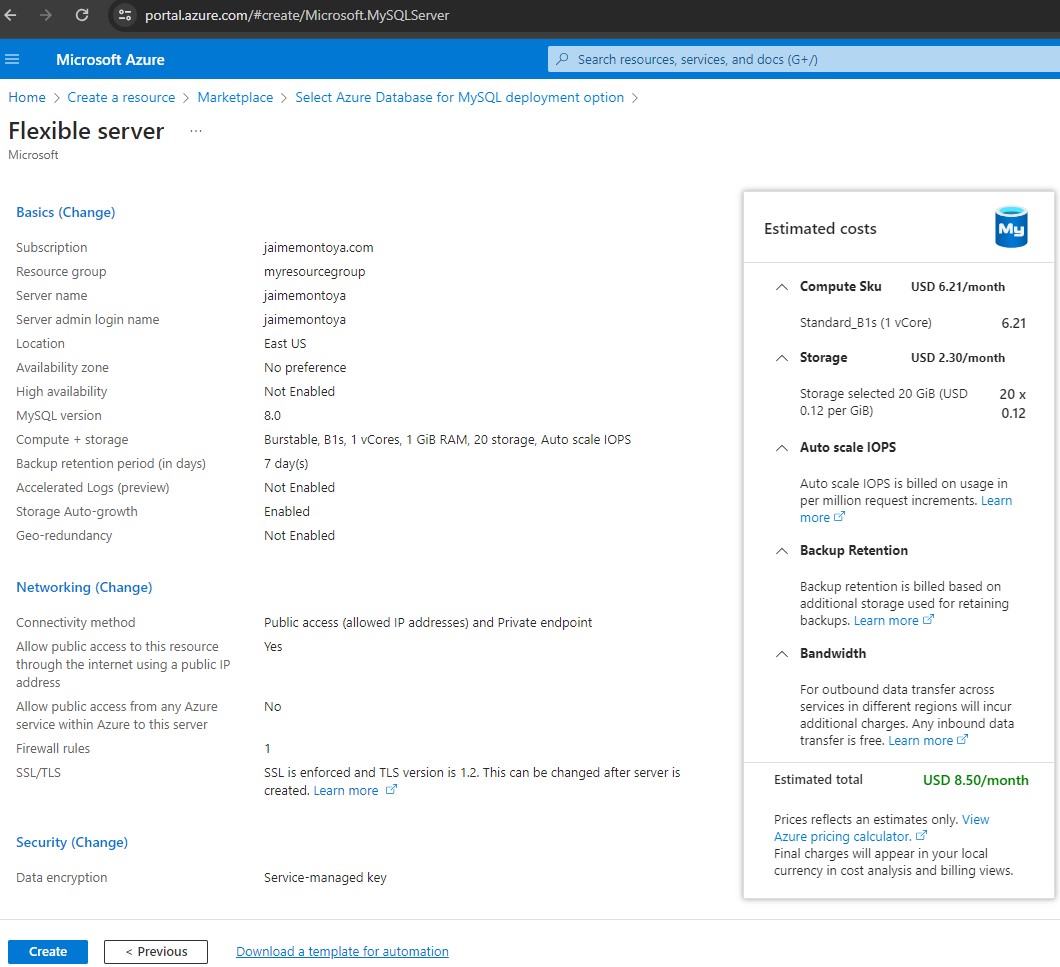 portal.azure.com/#create/Microsoft.MySQLServer
Microsoft Azure
Search resources, services, and docs (G+/)
Home > Create a resource > Marketplace > Select Azure Database for MySQL deployment option >
Flexible server ...
Microsoft
Basics (Change)
Subscription jaimemontoya.com
Resource group myresourcegroup
Server name jaimemontoya
Server admin login name jaimemontoya
Location East US
Availability zone No preference
High availability Not Enabled
MySQL version 8.0
Compute + storage Burstable, B1s, 1 vCores, 1 GiB RAM, 20 storage, Auto scale IOPS
Backup retention period (in days) 7 day(s)
Accelerated Logs (preview) Not Enabled
Storage Auto-growth Enabled
Geo-redundancy Not Enabled
Networking (Change)
Connectivity method Public access (allowed IP addresses) and Private endpoint
Allow public access to this resource Yes
through the internet using a public IP
address
Allow public access from any Azure No
service within Azure to this server
Firewall rules 1
SSL/TLS SSL is enforced and TLS version is 1.2. This can be changed after server is
created. Learn more
Security (Change)
Data encryption Service-managed key
Estimated costs
My
Compute Sku USD 6.21/month
Standard_B1s (1 vCore) 6.21
Storage USD 2.30/month
Storage selected 20 GiB (USD 20 x
0.12 per GiB) 0.12
Auto scale IOPS
Auto scale IOPS is billed on usage in
per million request increments. Learn
more
Backup Retention
Backup retention is billed based on
additional storage used for retaining
backups. Learn more
Bandwidth
For outbound data transfer across
services in different regions will incur
additional charges. Any inbound data
transfer is free. Learn more
Estimated total USD 8.50/month
Prices reflects an estimates only. View
Azure pricing calculator.
Final charges will appear in your local
currency in cost analysis and billing views.
Create < Previous Download a template for automation